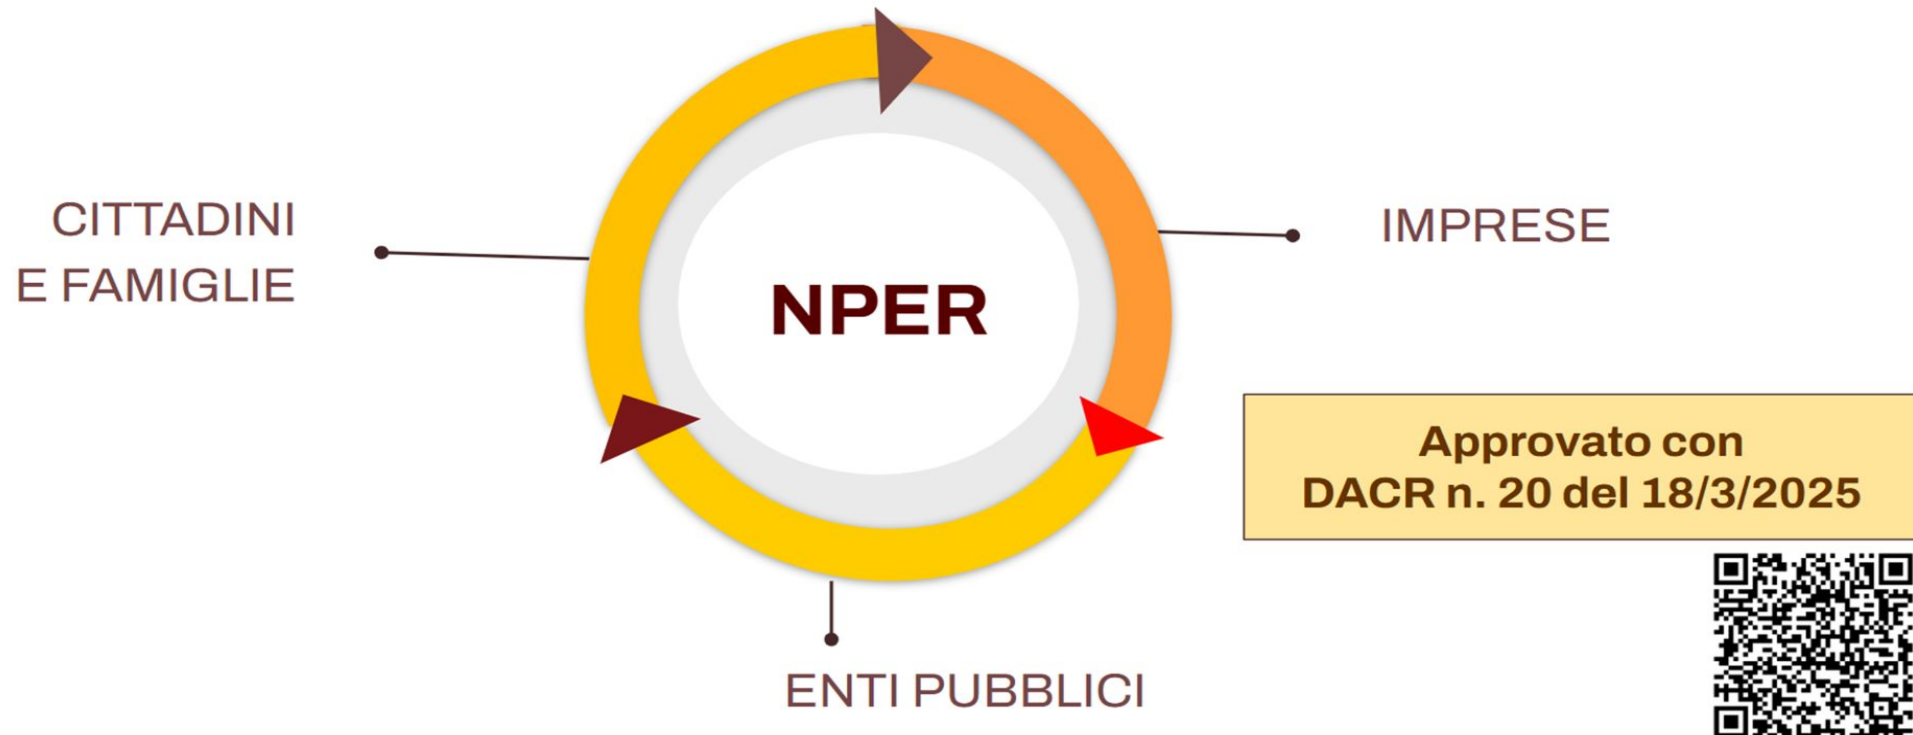 CITTADINI
E FAMIGLIE
NPER
IMPRESE
Approvato con
DACR n. 20 del 18/3/2025
ENTI PUBBLICI